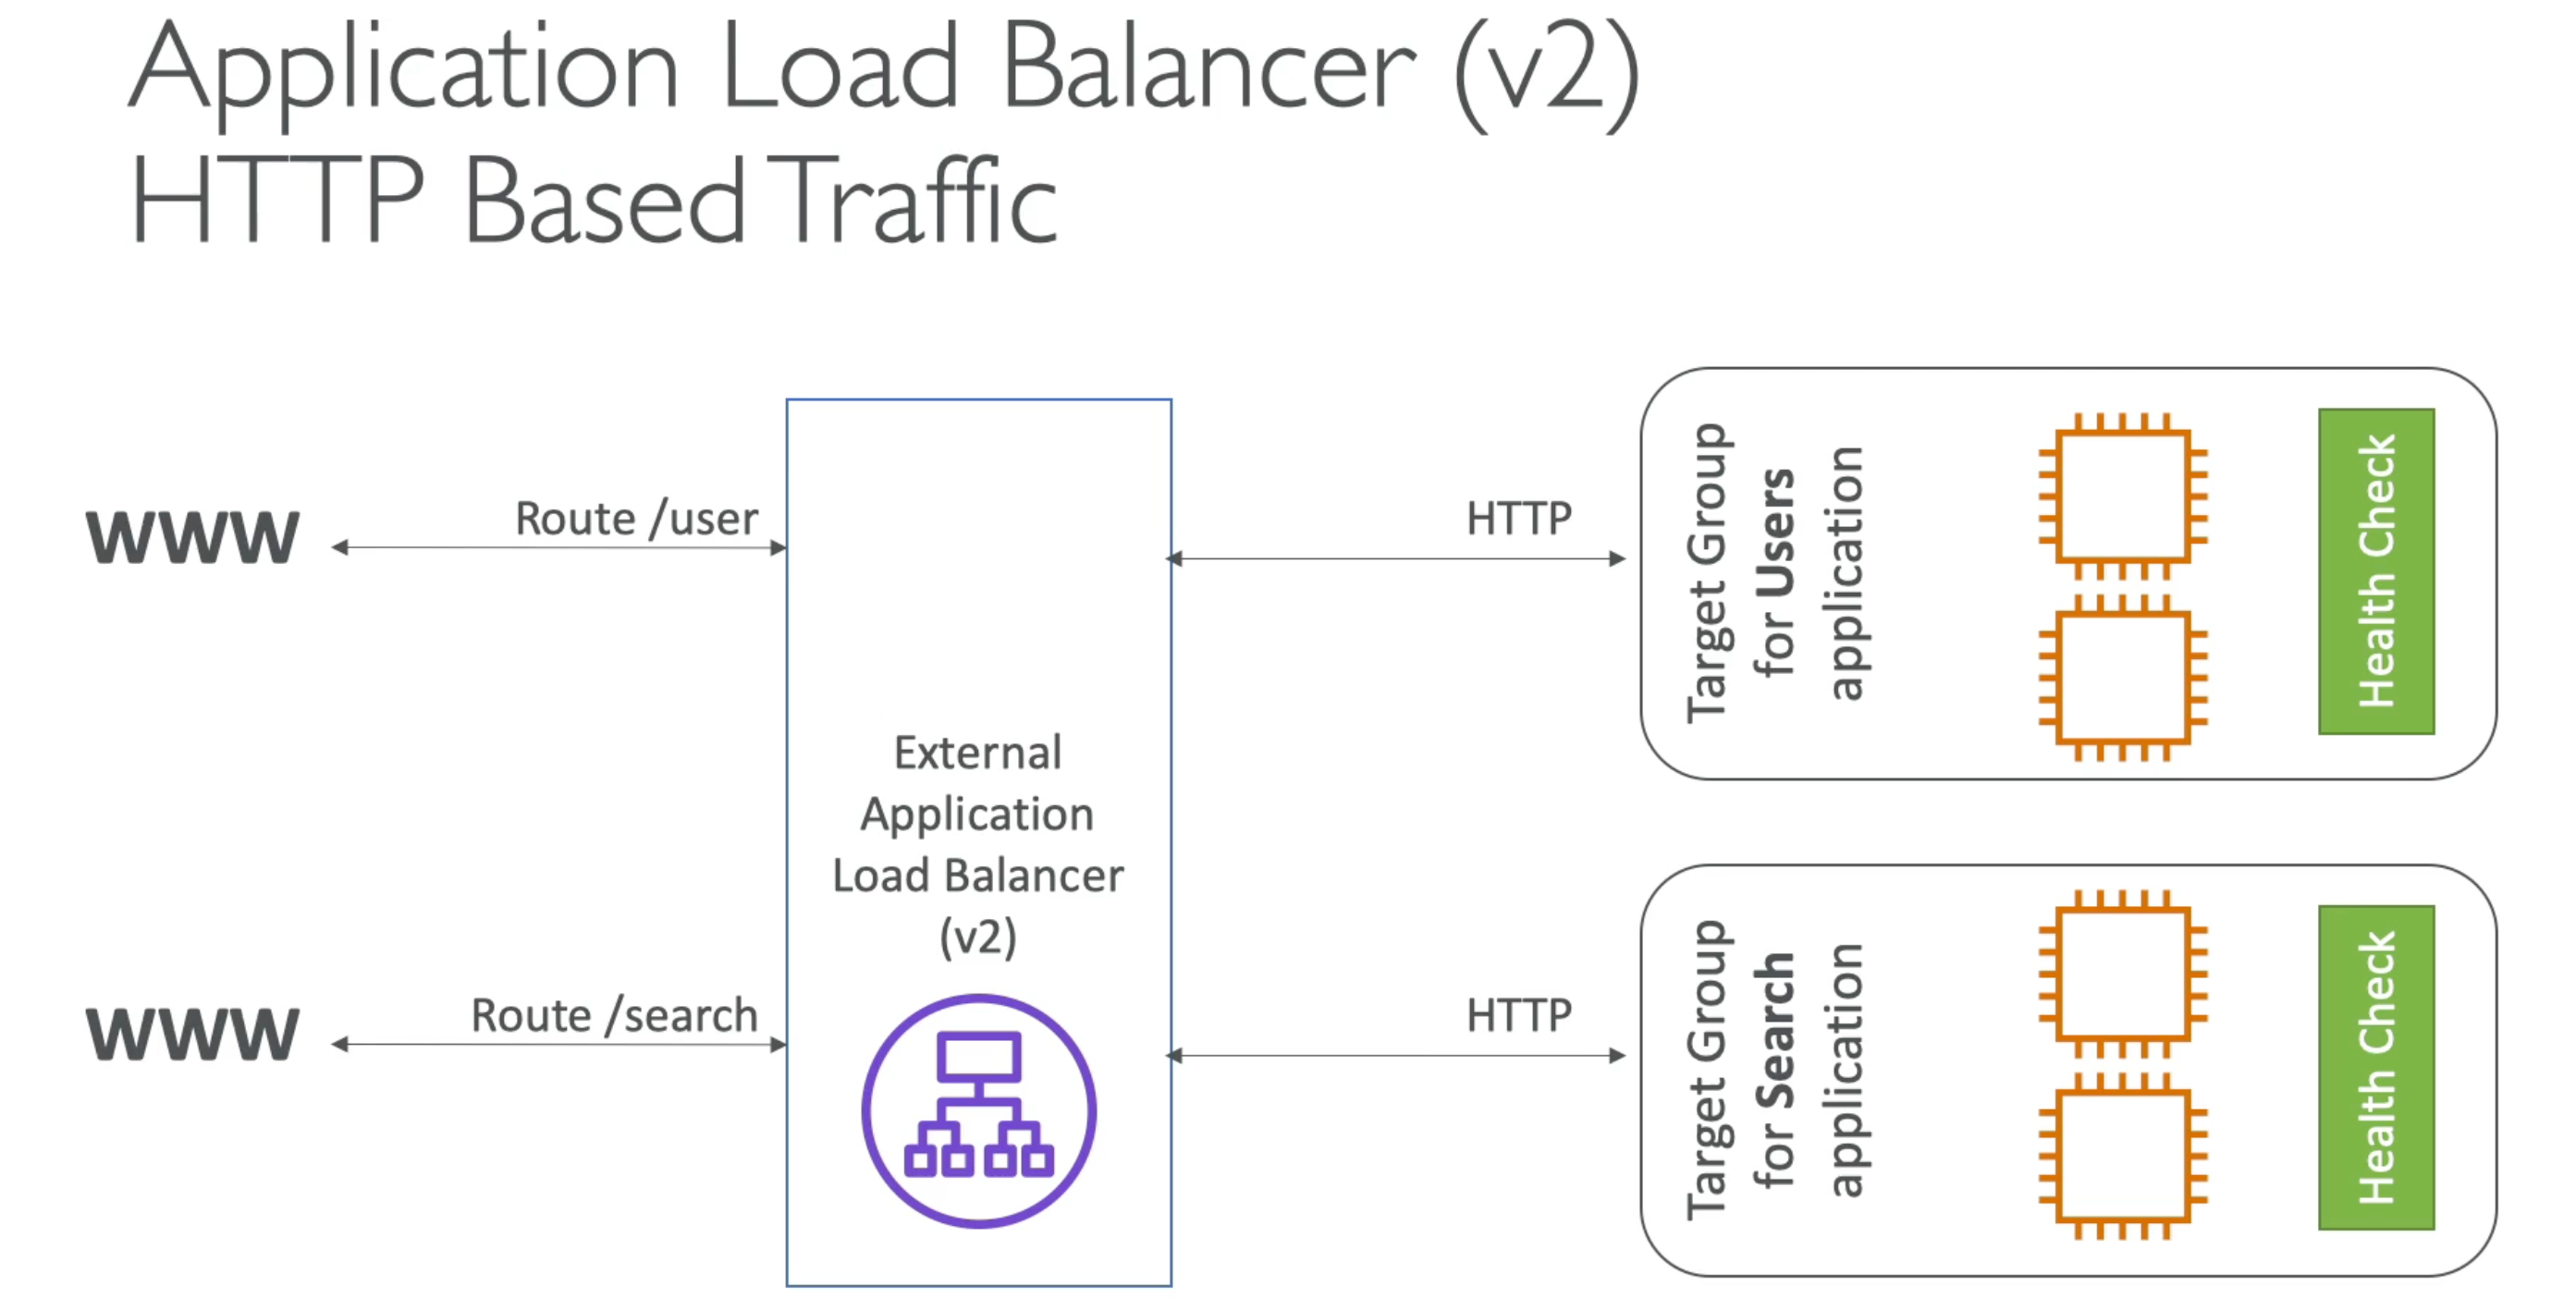 Application Load Balancer (v2)
HTTP Based Traffic
WWW
Route /user
HTTP
Target Group
for Users
application
Health Check
External
Application
Load Balancer
(v2)
WWW
Route /search
HTTP
Target Group
for Search
application
Health Check